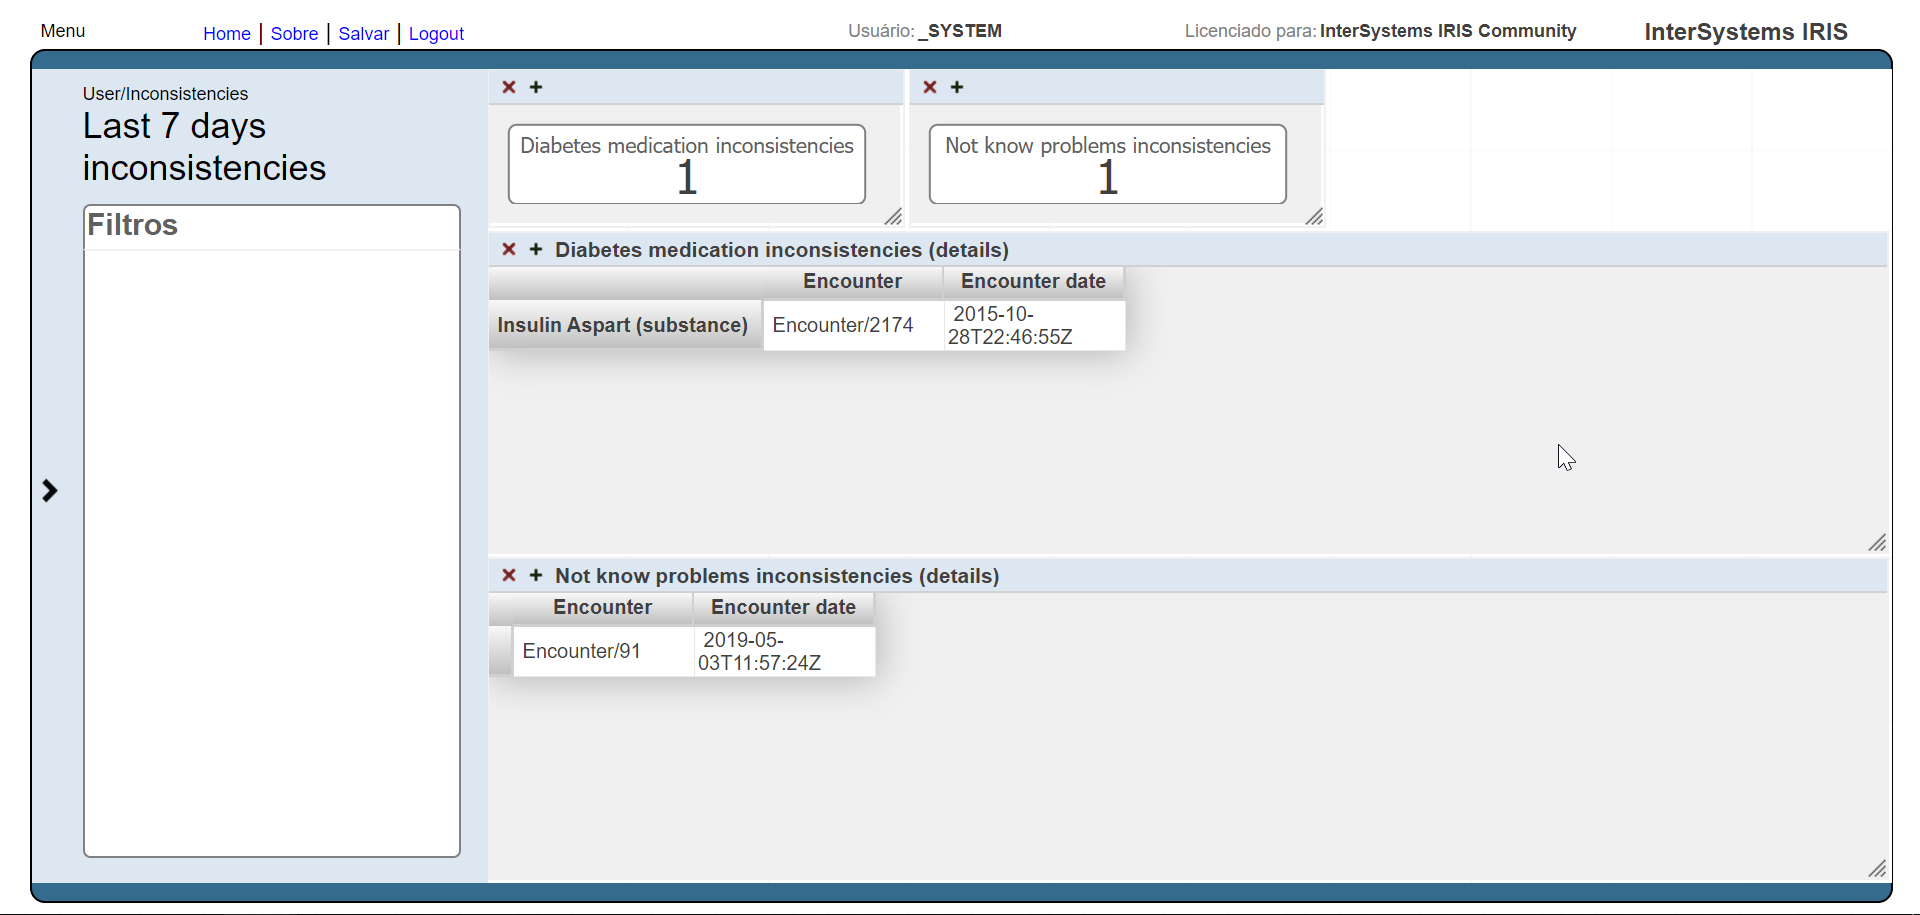 Menu
Home | Sobre | Salvar | Logout
Usuário: _SYSTEM
Licenciado para: InterSystems IRIS Community
InterSystems IRIS
User/Inconsistencies
Last 7 days
inconsistencies
Filtros
Diabetes medication inconsistencies
1
Not know problems inconsistencies
1
Diabetes medication inconsistencies (details)
Encounter Encounter date
Insulin Aspart (substance) Encounter/2174 2015-10-
28T22:46:55Z
Not know problems inconsistencies (details)
Encounter Encounter date
Encounter/91 2019-05-
03T11:57:24Z